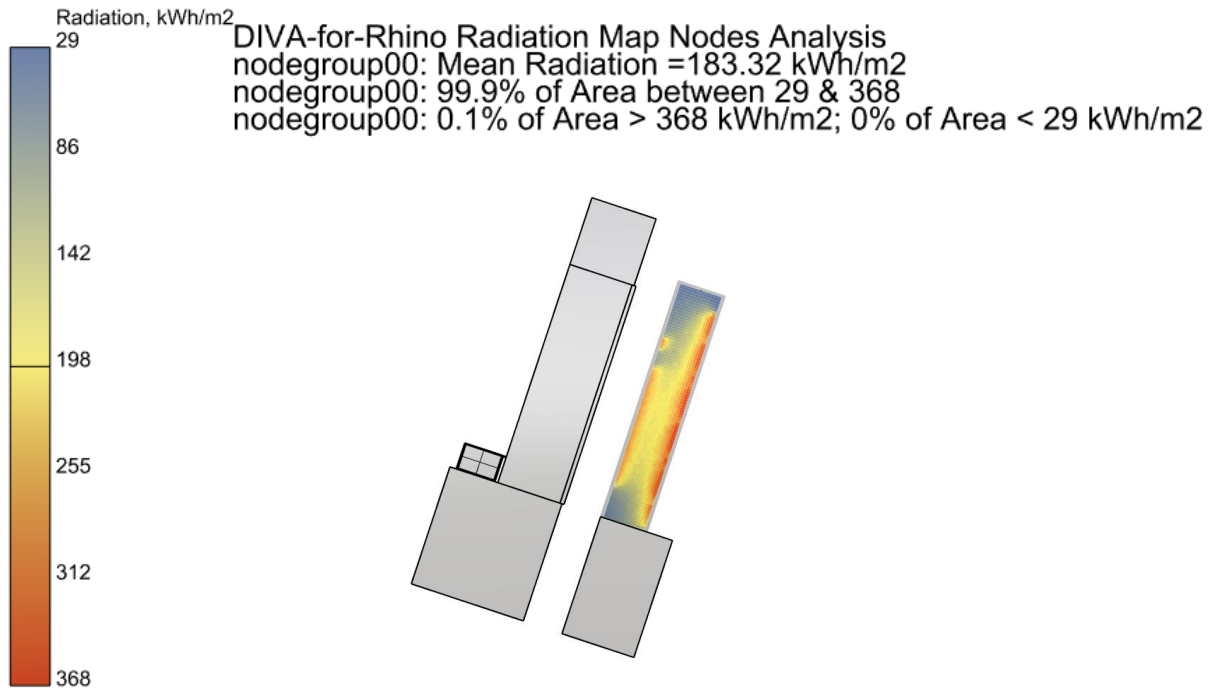 Radiation, kWh/m2
29
86
142
198
255
312
368
DIVA-for-Rhino Radiation Map Nodes Analysis
nodegroup00: Mean Radiation =183.32 kWh/m2
nodegroup00: 99.9% of Area between 29 & 368
nodegroup00: 0.1% of Area > 368 kWh/m2; 0% of Area < 29 kWh/m2